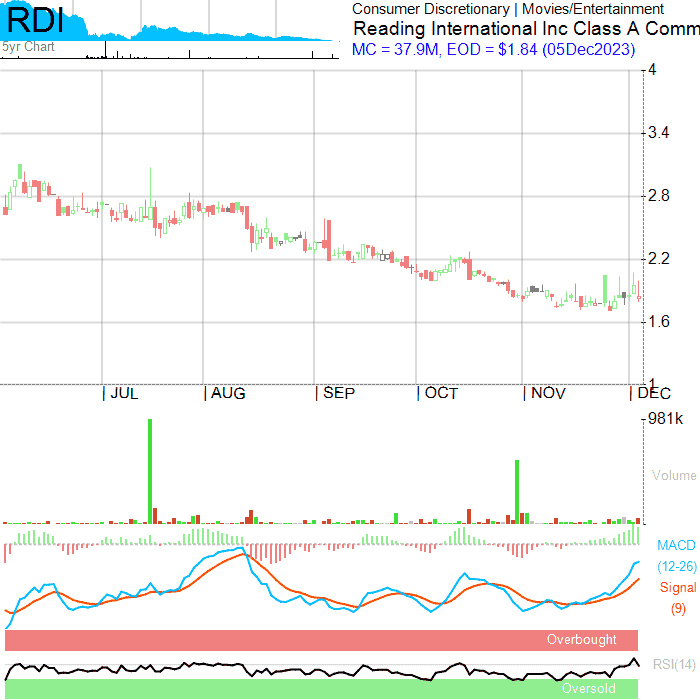 RDI
5yr Chart
Consumer Discretionary | Movies/Entertainment
Reading International Inc Class A Comm
MC = 37.9M, EOD = $1.84 (05Dec2023)
4
3.4
2.8
2.2
1.6
1
| JUL | AUG | SEP | OCT | NOV | DEC
981k
Volume
MACD
(12-26)
Signal
(9)
Overbought
RSI(14)
Oversold